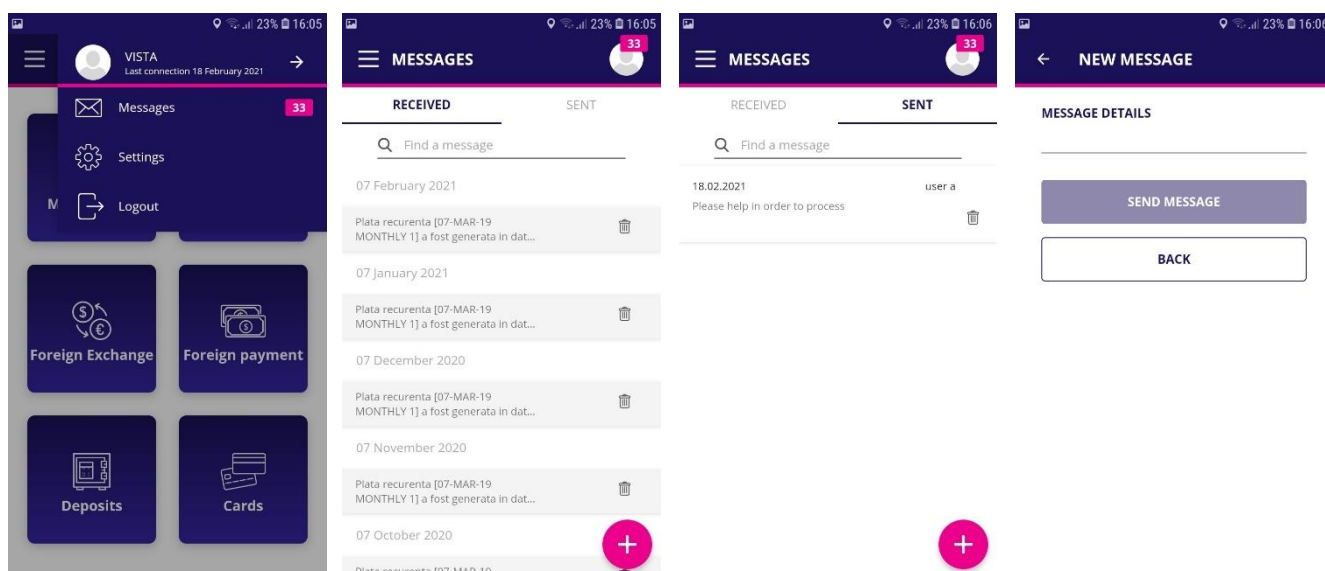 23% 16:05
VISTA
Last connection 18 February 2021
Messages
33
Settings
M
Logout
Foreign Exchange
Foreign payment
Deposits
Cards
23% 16:05
MESSAGES
33
RECEIVED
SENT
Find a message
07 February 2021
Plata recurenta [07-MAR-19
MONTHLY 1] a fost generata in dat...
07 January 2021
Plata recurenta [07-MAR-19
MONTHLY 1] a fost generata in dat...
07 December 2020
Plata recurenta [07-MAR-19
MONTHLY 1] a fost generata in dat...
07 November 2020
Plata recurenta [07-MAR-19
MONTHLY 1] a fost generata in dat...
07 October 2020
Plata recurenta [07-MAR-19
23% 16:06
MESSAGES
33
RECEIVED
SENT
Find a message
18.02.2021
user a
Please help in order to process
23% 16:06
NEW MESSAGE
MESSAGE DETAILS
SEND MESSAGE
BACK